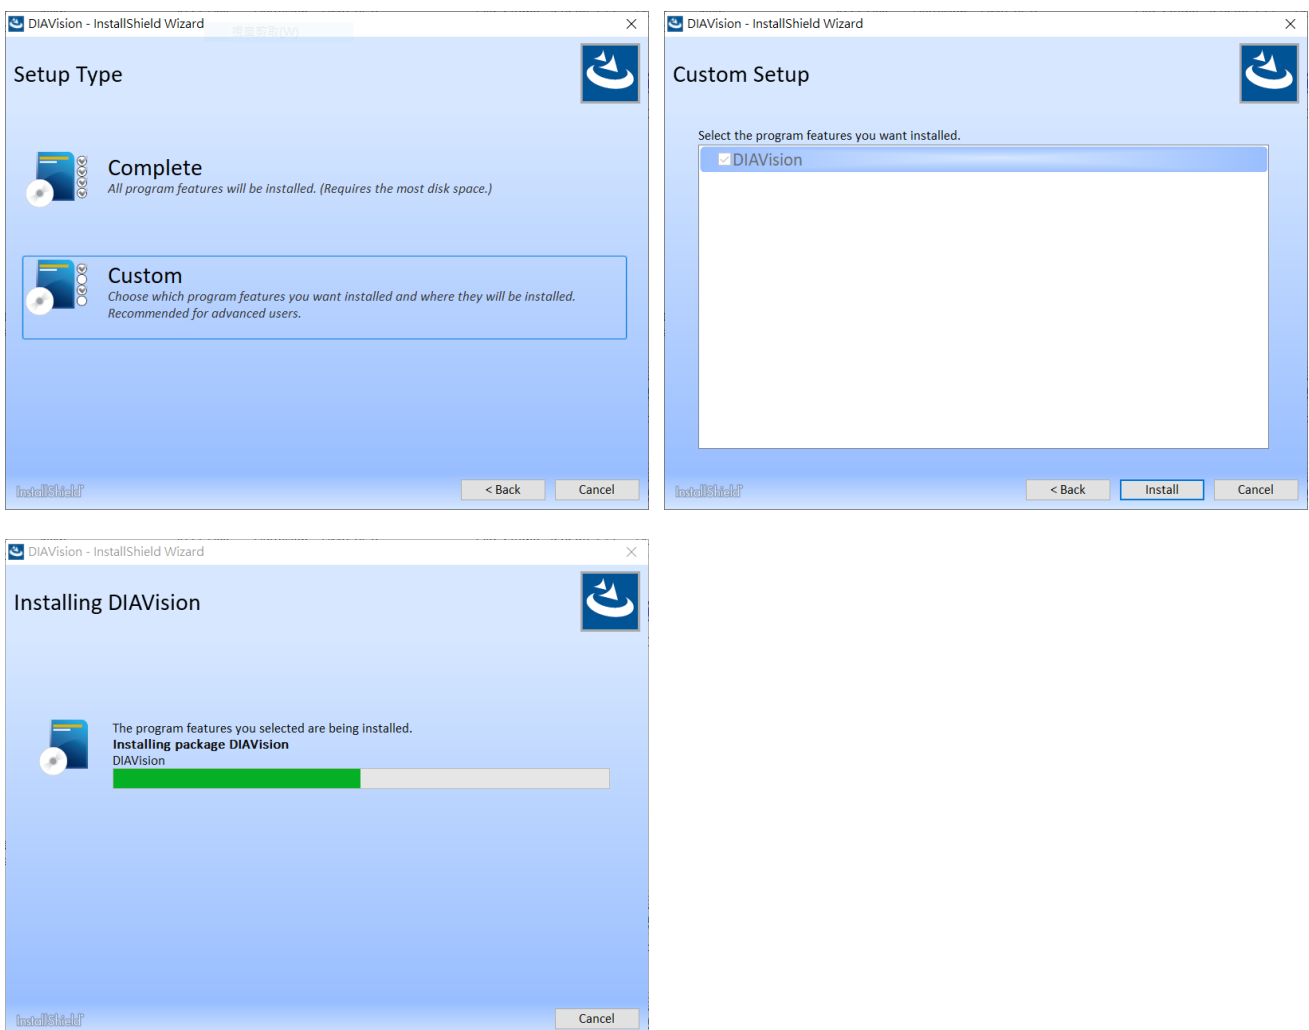 DIAVision - InstallShield Wizard
Setup Type
Complete
All program features will be installed. (Requires the most disk space.)
Custom
Choose which program features you want installed and where they will be installed.
Recommended for advanced users.
InstallShield
< Back
Cancel
DIAVision - InstallShield Wizard
Custom Setup
Select the program features you want installed.
DIAVision
InstallShield
< Back
Install
Cancel
DIAVision - InstallShield Wizard
Installing DIAVision
The program features you selected are being installed.
Installing package DIAVision
DIAVision
InstallShield
Cancel